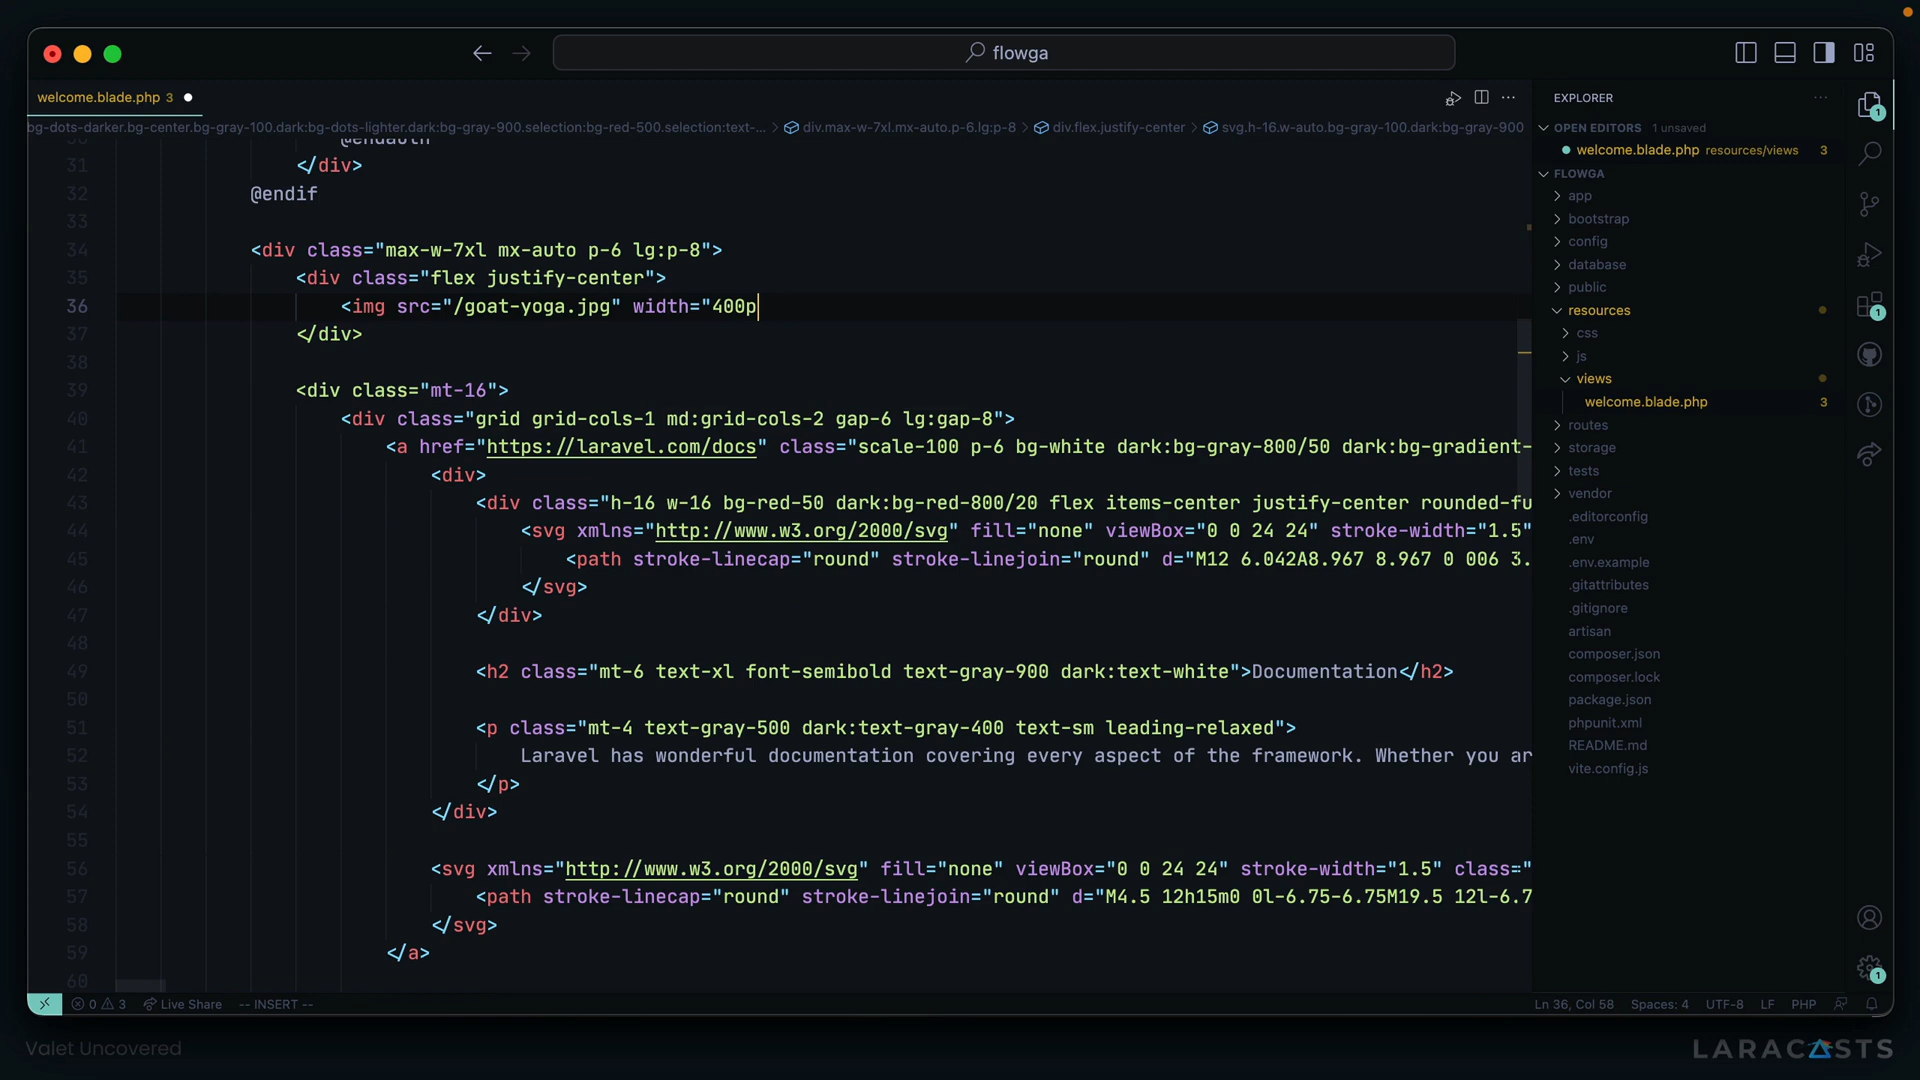 flowga
welcome.blade.php 3
bg-dots-darker.bg-center.bg-gray-100.dark:bg-dots-lighter.dark:bg-gray-900.selection:bg-red-500.selection:text-... > div.max-w-7xl.mx-auto.p-6.lg:p-8 > div.flex.justify-center > svg.h-16.w-auto.bg-gray-100.dark:bg-gray-900
30 @endauth
31 </div>
32 @endif
33
34 <div class="max-w-7xl mx-auto p-6 lg:p-8">
35 <div class="flex justify-center">
36 <img src="/goat-yoga.jpg" width="400p
37 </div>
38
39 <div class="mt-16">
40 <div class="grid grid-cols-1 md:grid-cols-2 gap-6 lg:gap-8">
41 <a href="https://laravel.com/docs" class="scale-100 p-6 bg-white dark:bg-gray-800/50 dark:bg-gradient-
42 <div>
43 <div class="h-16 w-16 bg-red-50 dark:bg-red-800/20 flex items-center justify-center rounded-fu
44 <svg xmlns="http://www.w3.org/2000/svg" fill="none" viewBox="0 0 24 24" stroke-width="1.5"
45 <path stroke-linecap="round" stroke-linejoin="round" d="M12 6.042A8.967 8.967 0 006 3.
46 </svg>
47 </div>
48
49 <h2 class="mt-6 text-xl font-semibold text-gray-900 dark:text-white">Documentation</h2>
50
51 <p class="mt-4 text-gray-500 dark:text-gray-400 text-sm leading-relaxed">
52 Laravel has wonderful documentation covering every aspect of the framework. Whether you ar
53 </p>
54 </div>
55
56 <svg xmlns="http://www.w3.org/2000/svg" fill="none" viewBox="0 0 24 24" stroke-width="1.5" class="
57 <path stroke-linecap="round" stroke-linejoin="round" d="M4.5 12h15m0 0l-6.75-6.75M19.5 12l-6.7
58 </svg>
59 </a>
60
EXPLORER
OPEN EDITORS 1 unsaved
welcome.blade.php resources/views 3
FLOWGA
app
bootstrap
config
database
public
resources
css
js
views
welcome.blade.php 3
routes
storage
tests
vendor
.editorconfig
.env
.env.example
.gitattributes
.gitignore
artisan
composer.json
composer.lock
package.json
phpunit.xml
README.md
vite.config.js
1
1
1
0 3 Live Share -- INSERT --
Ln 36, Col 58 Spaces: 4 UTF-8 LF PHP
Valet Uncovered
LARACASTS